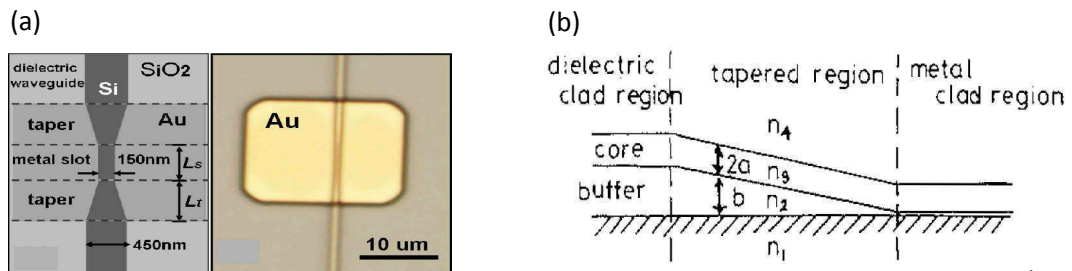 (a)
dielectric
waveguide
SiO2
Si
taper
Au
metal slot
150nm
Ls
taper
Lt
450nm
Au
10 um
(b)
dielectric
clad region
tapered region
metal
clad region
n4
core
2a
n3
buffer
b
n2
n1